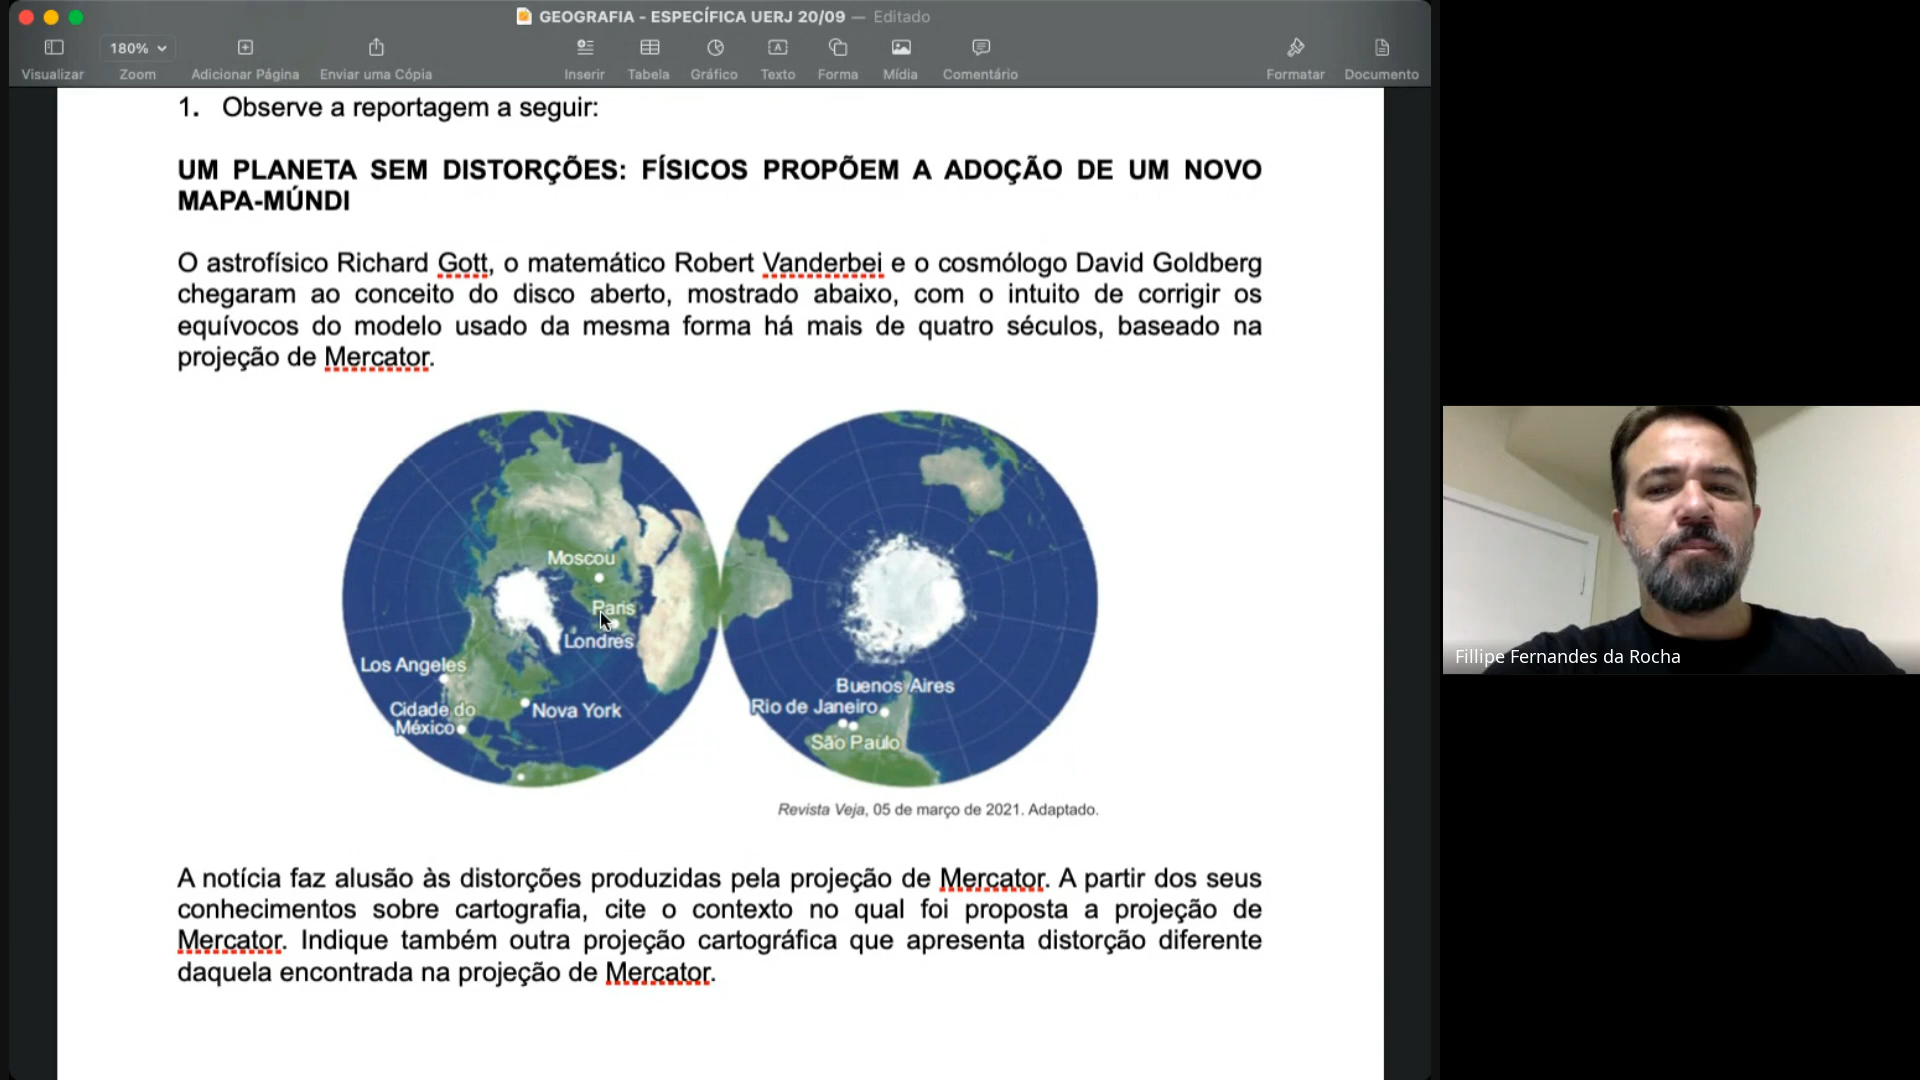 GEOGRAFIA - ESPECÍFICA UERJ 20/09 — Editado
180%
Visualizar Zoom Adicionar Página Enviar uma Cópia Inserir Tabela Gráfico Texto Forma Mídia Comentário Formatar Documento
1. Observe a reportagem a seguir:
UM PLANETA SEM DISTORÇÕES: FÍSICOS PROPÕEM A ADOÇÃO DE UM NOVO
MAPA-MÚNDI
O astrofísico Richard Gott, o matemático Robert Vanderbei e o cosmólogo David Goldberg
chegaram ao conceito do disco aberto, mostrado abaixo, com o intuito de corrigir os
equívocos do modelo usado da mesma forma há mais de quatro séculos, baseado na
projeção de Mercator.
Moscou
Paris
Londres
Los Angeles
Cidade do
México
Nova York
Buenos Aires
Rio de Janeiro
São Paulo
Revista Veja, 05 de março de 2021. Adaptado.
A notícia faz alusão às distorções produzidas pela projeção de Mercator. A partir dos seus
conhecimentos sobre cartografia, cite o contexto no qual foi proposta a projeção de
Mercator. Indique também outra projeção cartográfica que apresenta distorção diferente
daquela encontrada na projeção de Mercator.
Fillipe Fernandes da Rocha